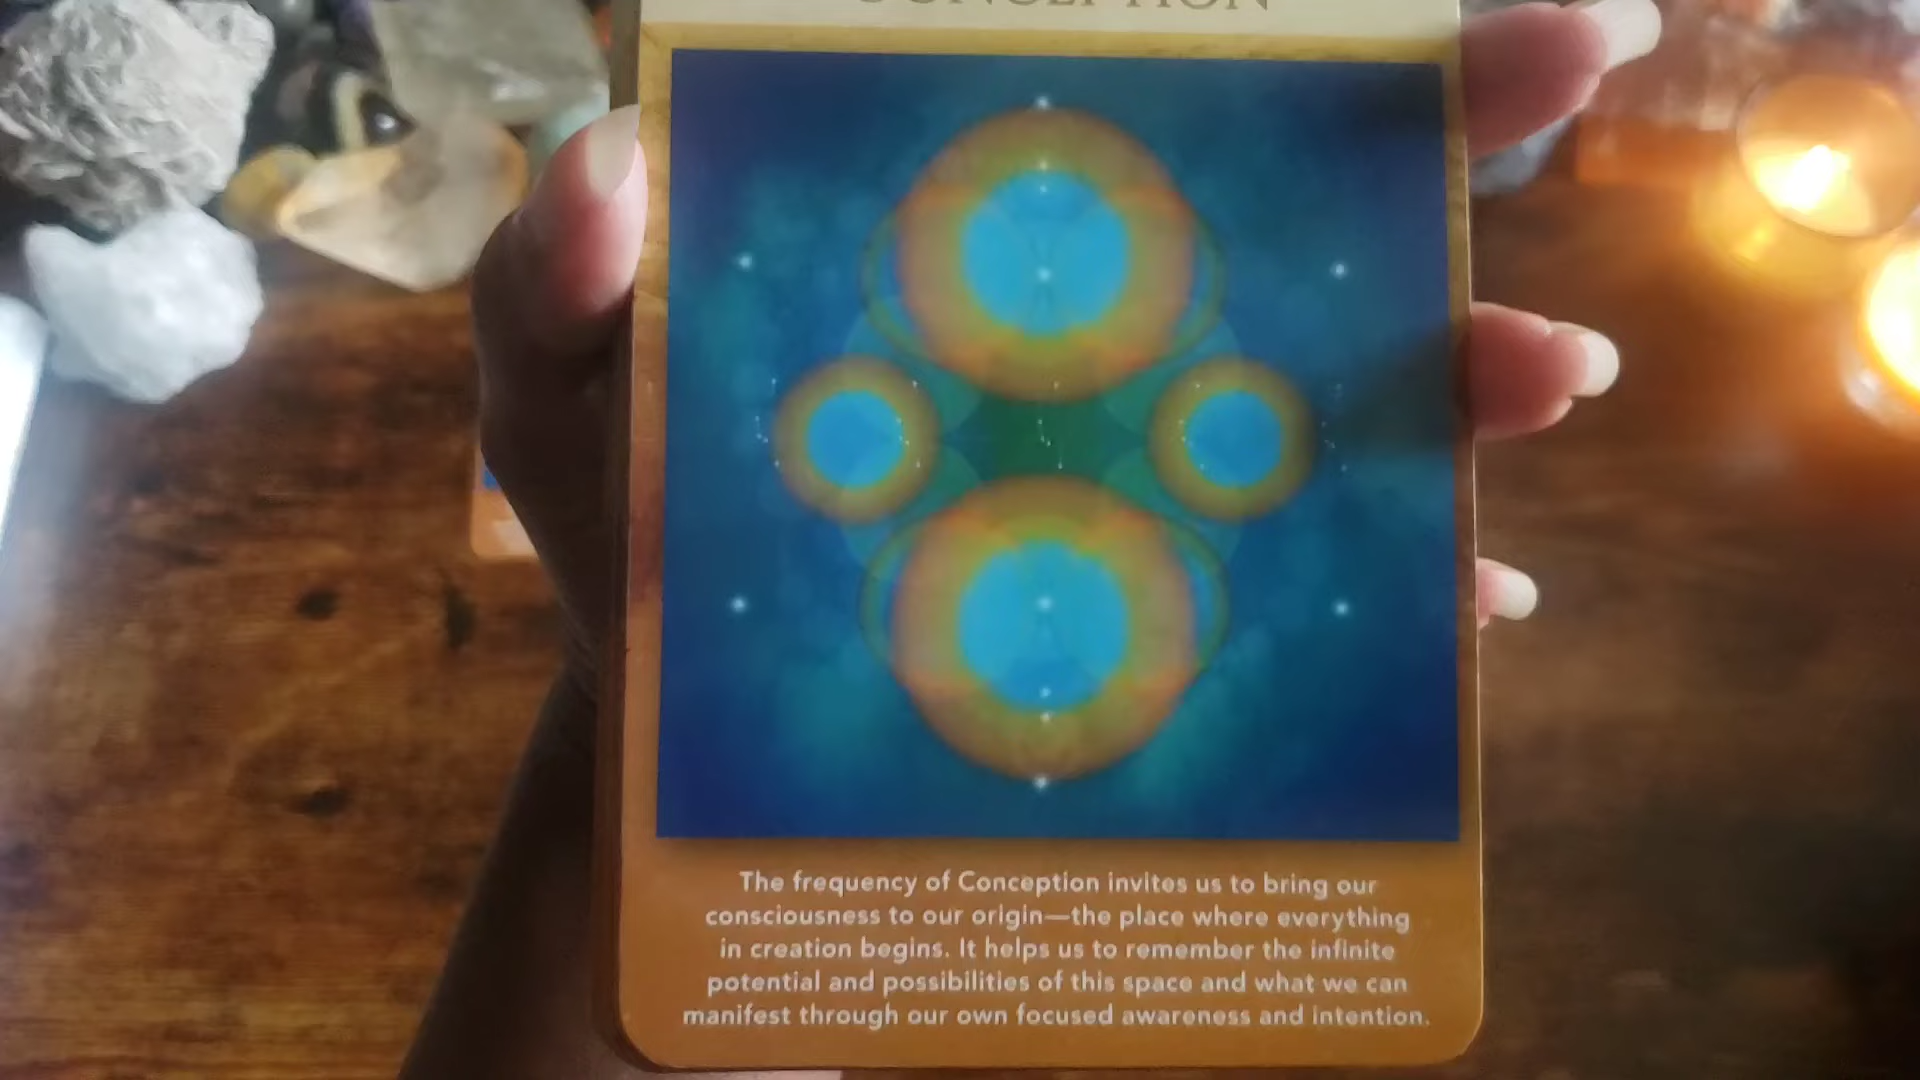 CONCEPTION
The frequency of Conception invites us to bring our
consciousness to our origin—the place where everything
in creation begins. It helps us to remember the infinite
potential and possibilities of this space and what we can
manifest through our own focused awareness and intention.